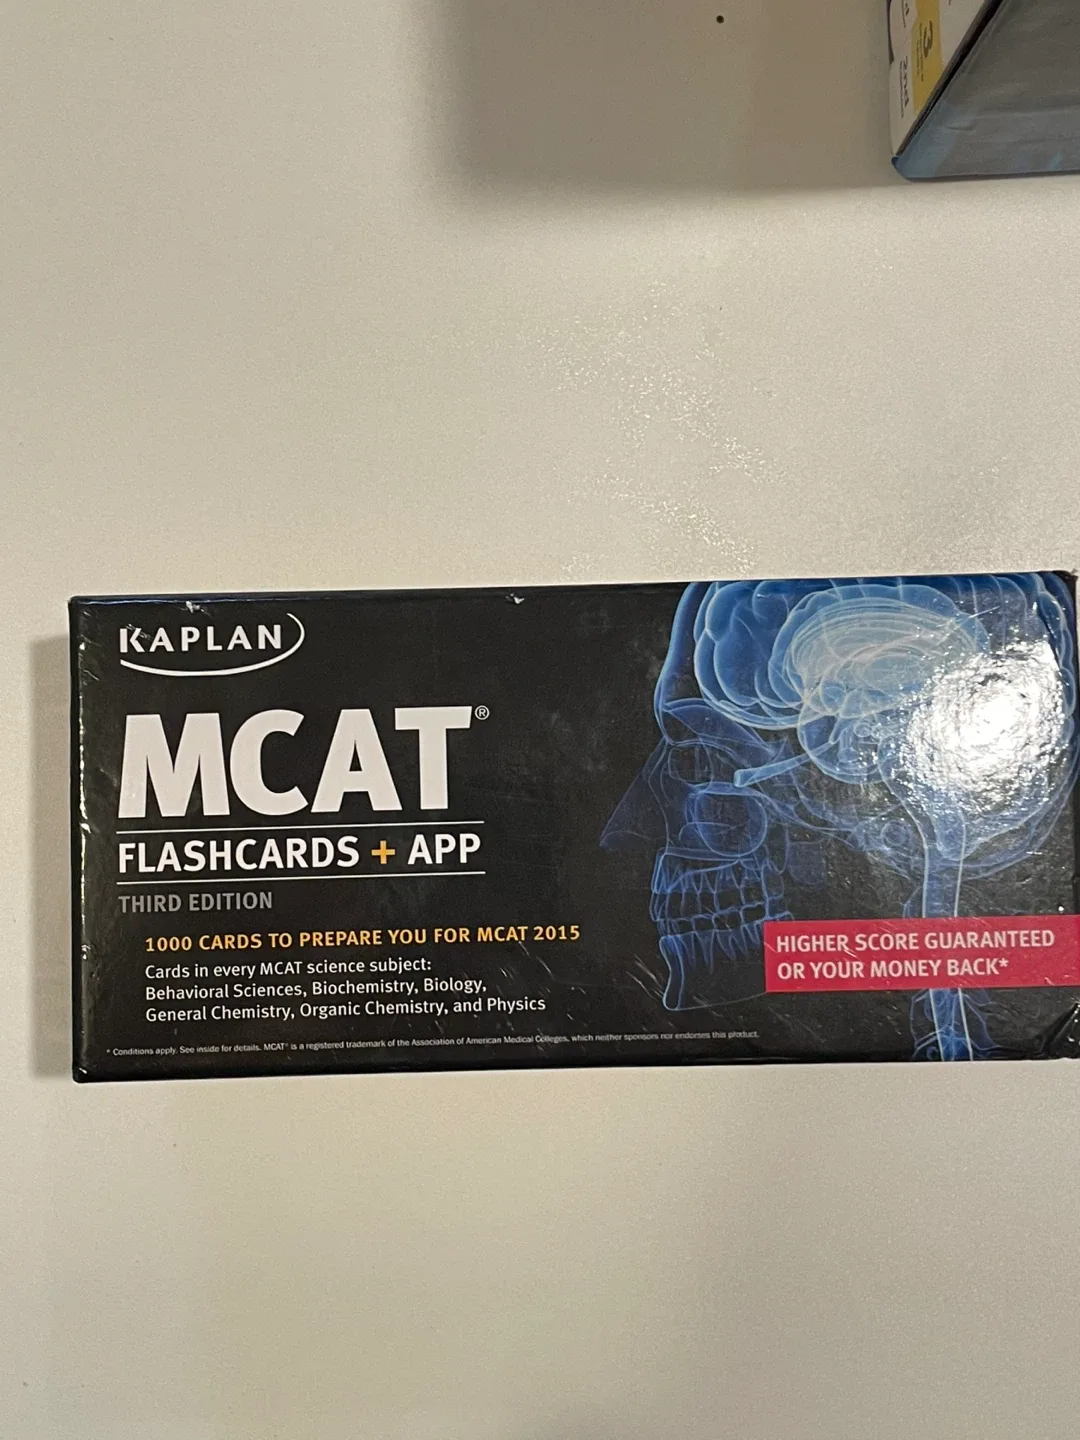 3
KAPLAN
MCAT®
FLASHCARDS + APP
THIRD EDITION
1000 CARDS TO PREPARE YOU FOR MCAT 2015
Cards in every MCAT science subject:
Behavioral Sciences, Biochemistry, Biology,
General Chemistry, Organic Chemistry, and Physics
HIGHER SCORE GUARANTEED
OR YOUR MONEY BACK*
* Conditions apply. See inside for details. MCAT® is a registered trademark of the Association of American Medical Colleges, which neither sponsors nor endorses this product.